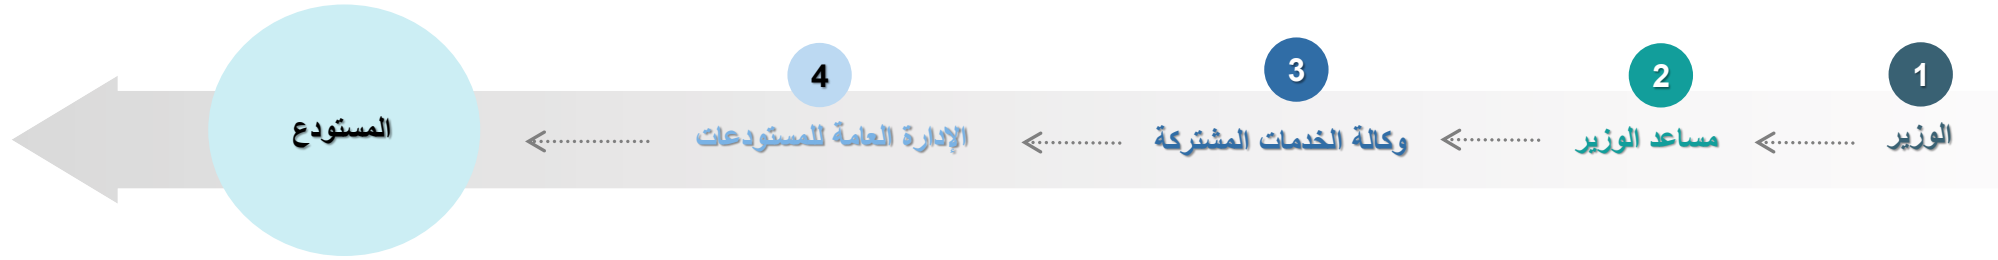 1
الوزير
2
مساعد الوزير
3
وكالة الخدمات المشتركة
4
الإدارة العامة للمستودعات
المستودع